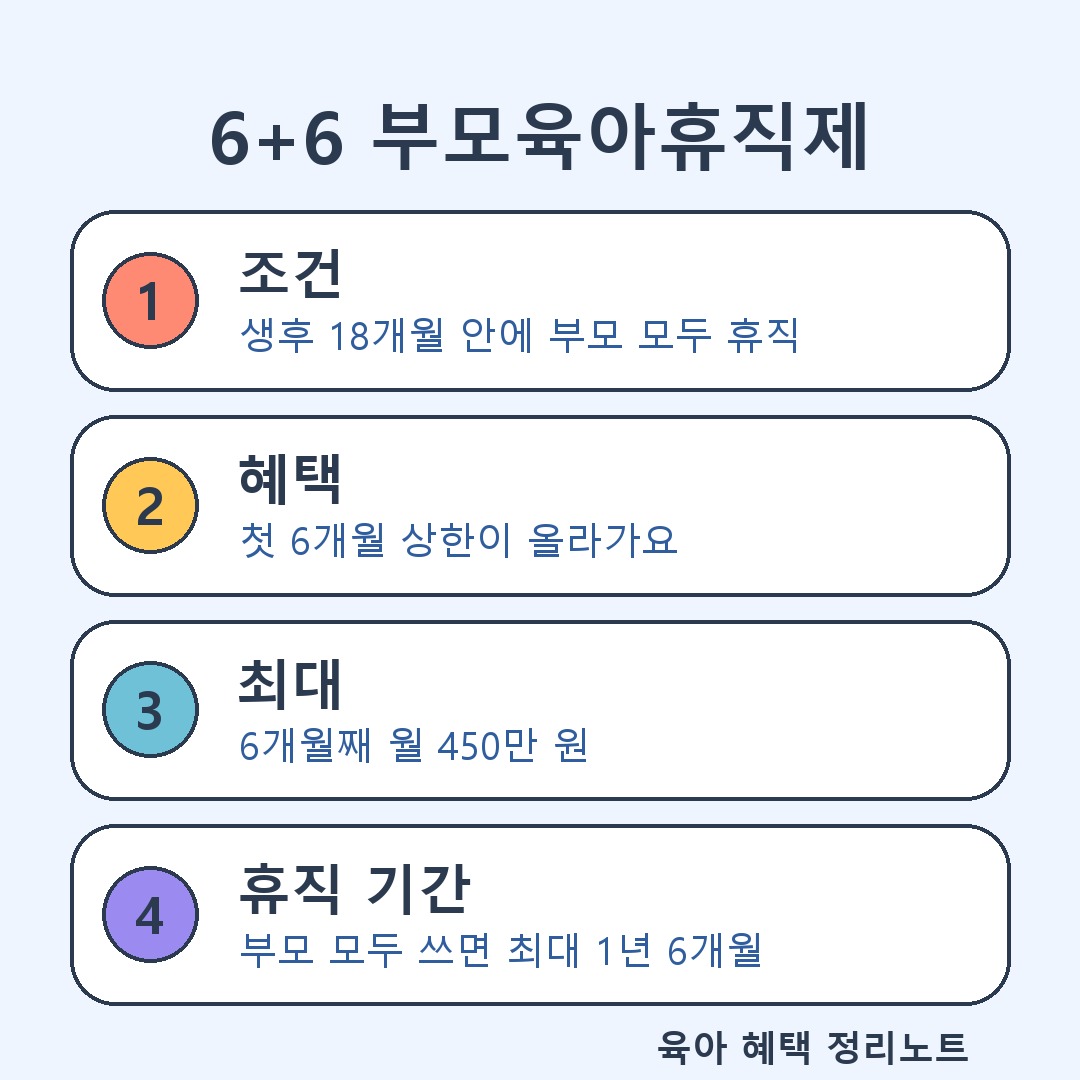 6+6 부모육아휴직제
1
조건
생후 18개월 안에 부모 모두 휴직
2
혜택
첫 6개월 상한이 올라가요
3
최대
6개월째 월 450만 원
4
휴직 기간
부모 모두 쓰면 최대 1년 6개월
육아 혜택 정리노트